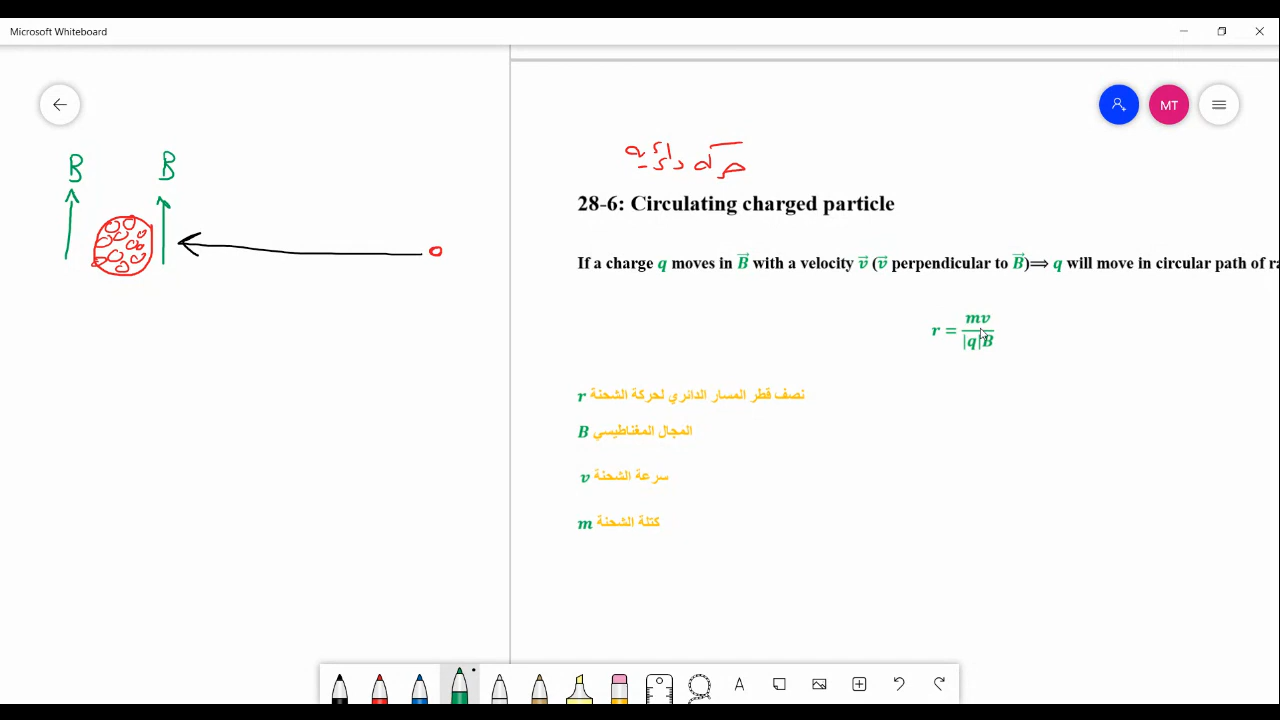 Microsoft Whiteboard
MT
B B
حركة دائرية
28-6: Circulating charged particle
If a charge q moves in B⃗ with a velocity v⃗ (v⃗ perpendicular to B⃗)⟹ q will move in circular path of
r = mv / |q|B
r نصف قطر المسار الدائري لحركة الشحنة
B المجال المغناطيسي
v سرعة الشحنة
m كتلة الشحنة
A